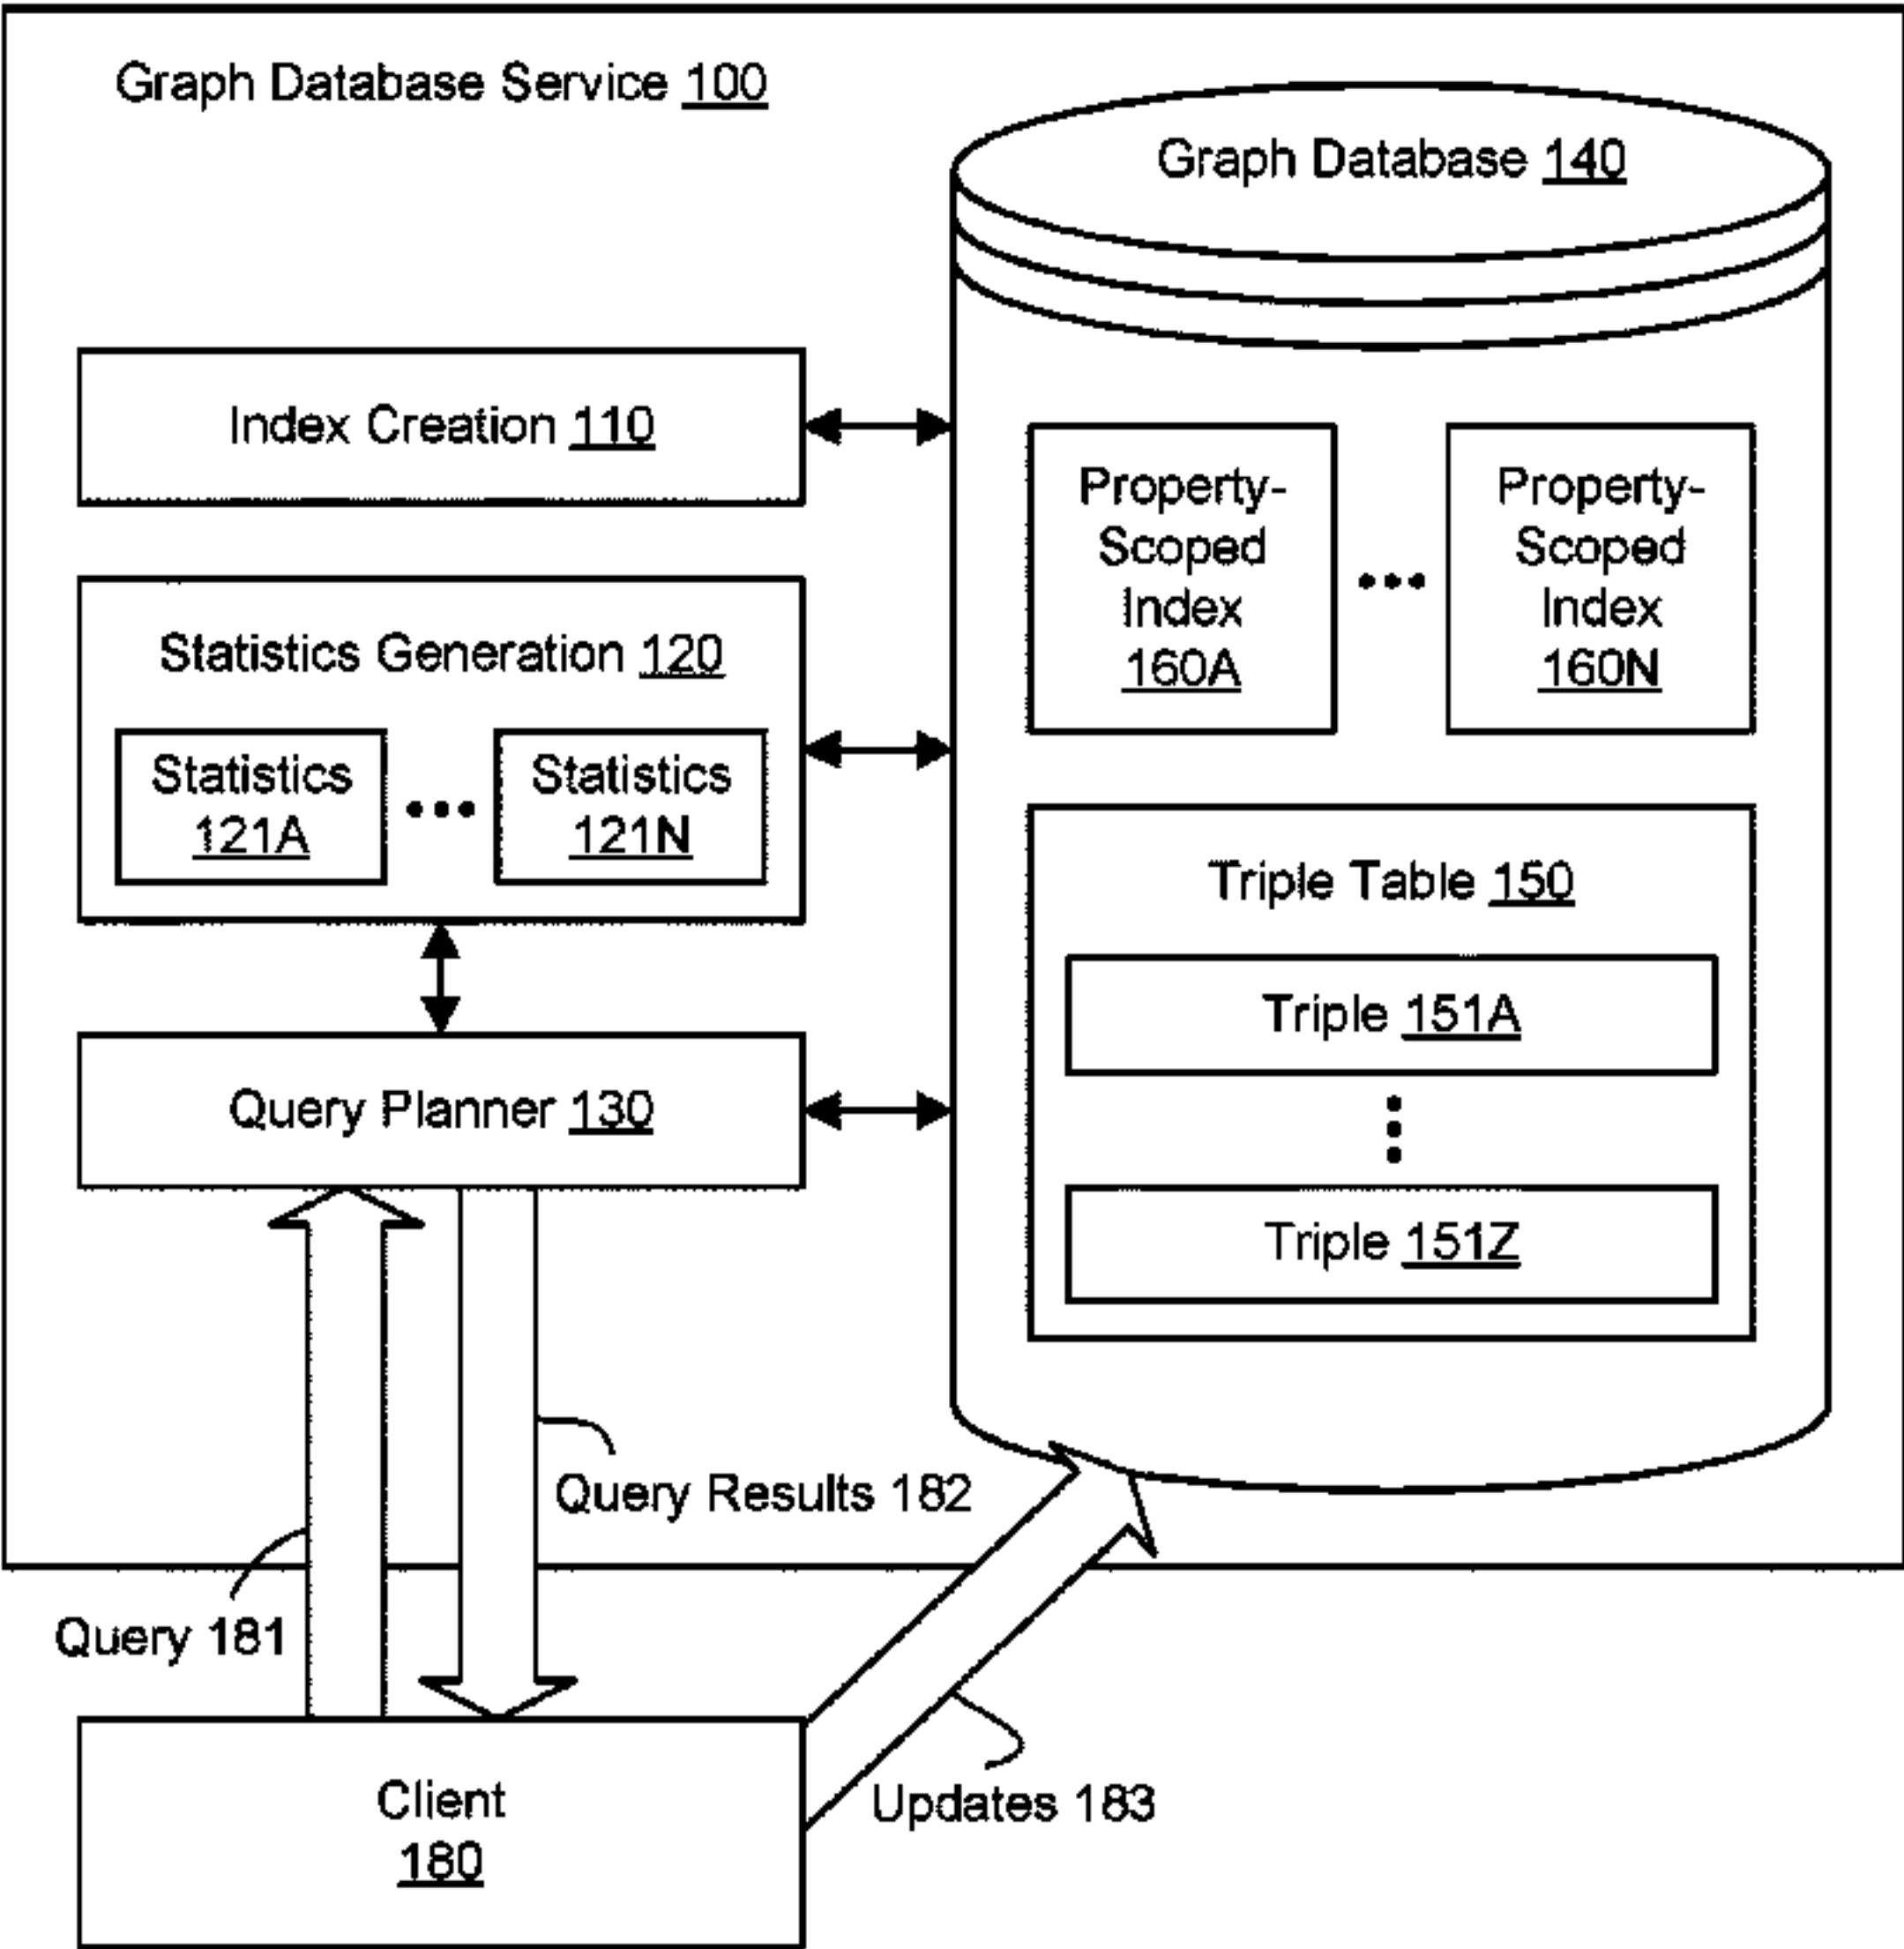 Graph Database Service 100
Graph Database 140
Index Creation 110
Property-
Scoped
Index
160A
Property-
Scoped
Index
160N
Statistics Generation 120
Statistics
121A
Statistics
121N
Triple Table 150
Triple 151A
Triple 151Z
Query Planner 130
Query Results 182
Query 181
Updates 183
Client
180